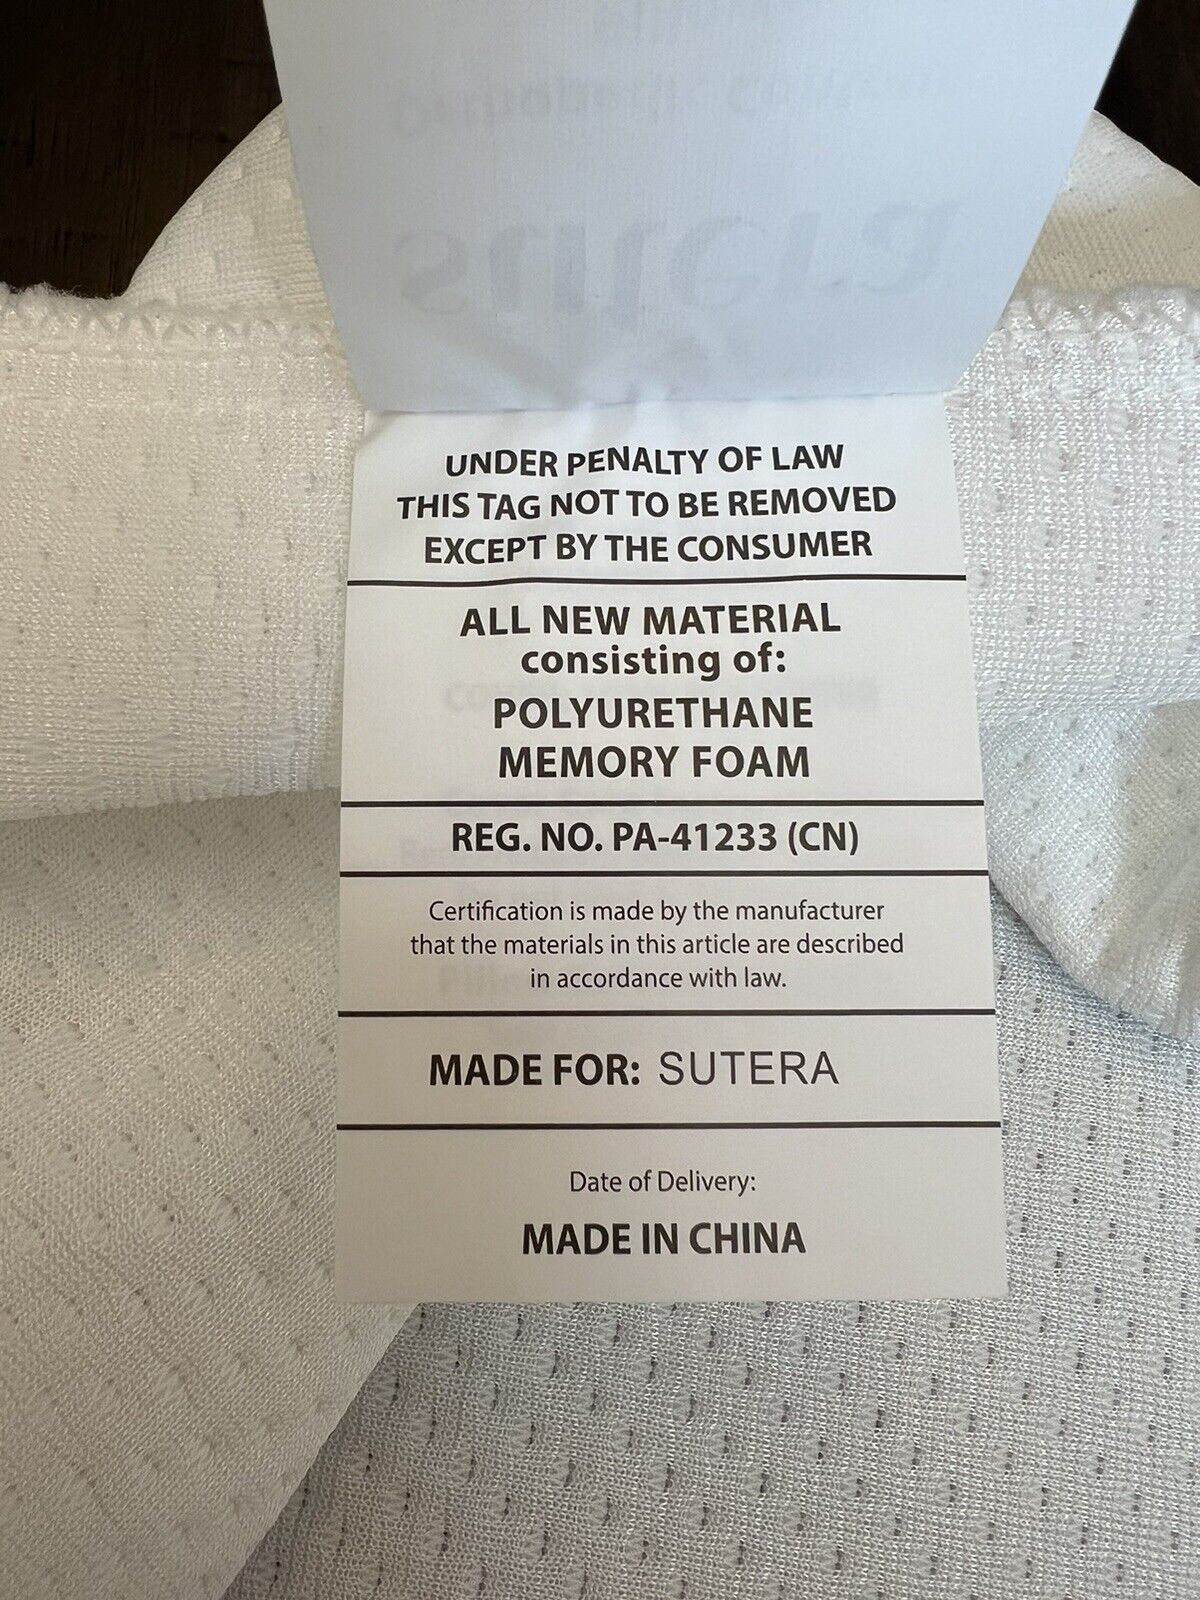 UNDER PENALTY OF LAW
THIS TAG NOT TO BE REMOVED
EXCEPT BY THE CONSUMER
ALL NEW MATERIAL
consisting of:
POLYURETHANE
MEMORY FOAM
REG. NO. PA-41233 (CN)
Certification is made by the manufacturer
that the materials in this article are described
in accordance with law.
MADE FOR: SUTERA
Date of Delivery:
MADE IN CHINA